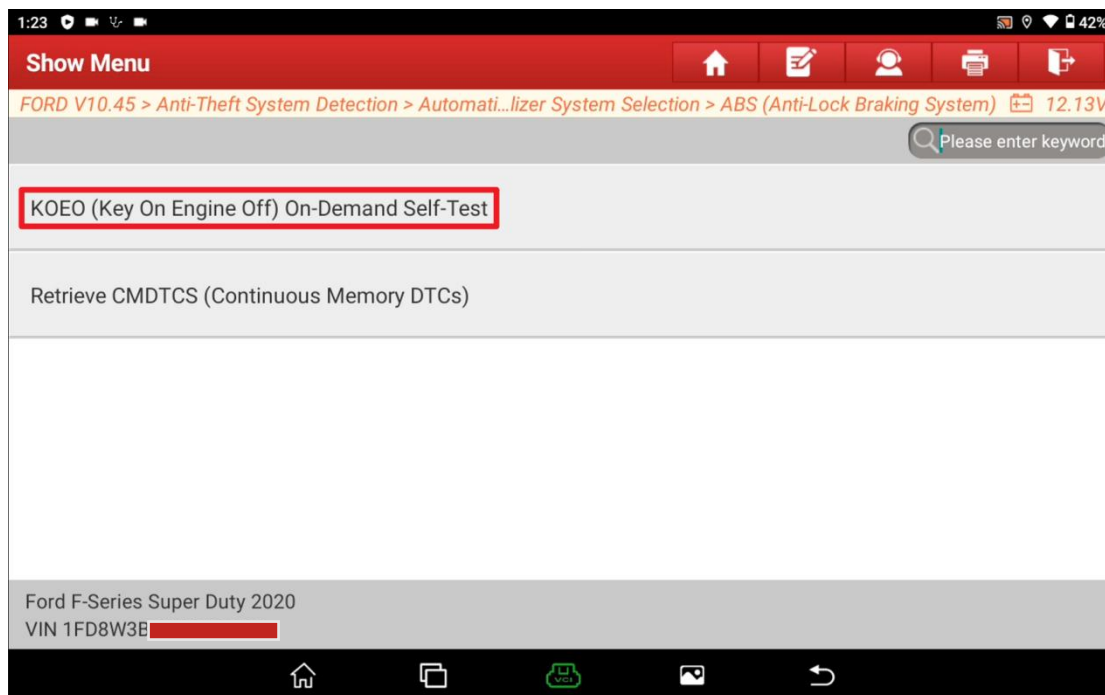 1:23
42%
Show Menu
FORD V10.45 > Anti-Theft System Detection > Automati...lizer System Selection > ABS (Anti-Lock Braking System) 12.13V
Please enter keyword
KOEO (Key On Engine Off) On-Demand Self-Test
Retrieve CMDTCS (Continuous Memory DTCs)
Ford F-Series Super Duty 2020
VIN 1FD8W3B
VCI